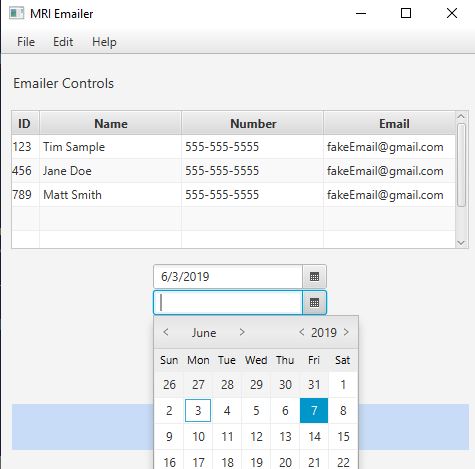 MRI Emailer
File Edit Help
Emailer Controls
ID Name Number Email
123 Tim Sample 555-555-5555 fakeEmail@gmail.com
456 Jane Doe 555-555-5555 fakeEmail@gmail.com
789 Matt Smith 555-555-5555 fakeEmail@gmail.com
6/3/2019
June 2019
Sun Mon Tue Wed Thu Fri Sat
26 27 28 29 30 31 1
2 3 4 5 6 7 8
9 10 11 12 13 14 15
16 17 18 19 20 21 22